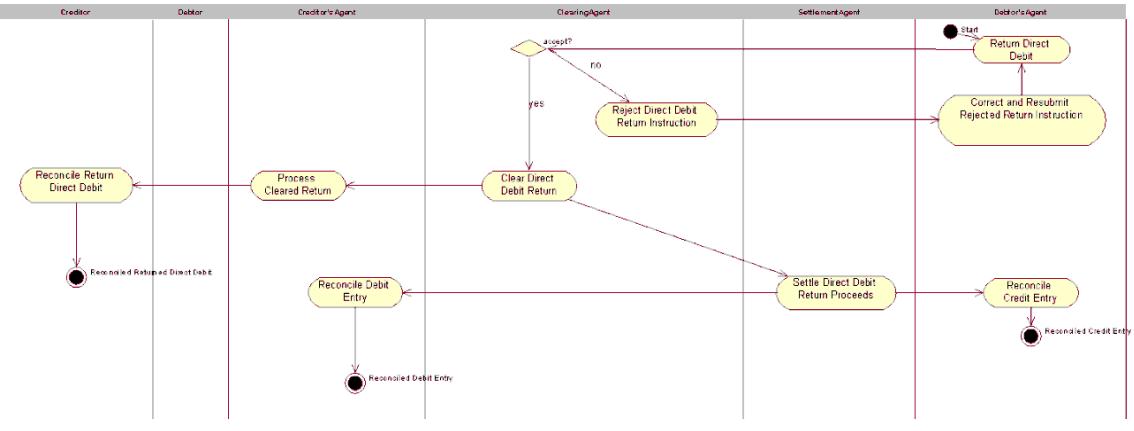 Creditor
Debtor
Creditor's Agent
ClearingAgent
SettlementAgent
Debtor's Agent
Start
accept?
Return Direct
Debit
no
yes
Reject Direct Debit
Return Instruction
Correct and Resubmit
Rejected Return Instruction
Reconcile Return
Direct Debit
Process
Cleared Return
Clear Direct
Debit Return
Reconciled Returned Direct Debit
Reconcile Debit
Entry
Settle Direct Debit
Return Proceeds
Reconcile
Credit Entry
Reconciled Credit Entry
Reconciled Debit Entry